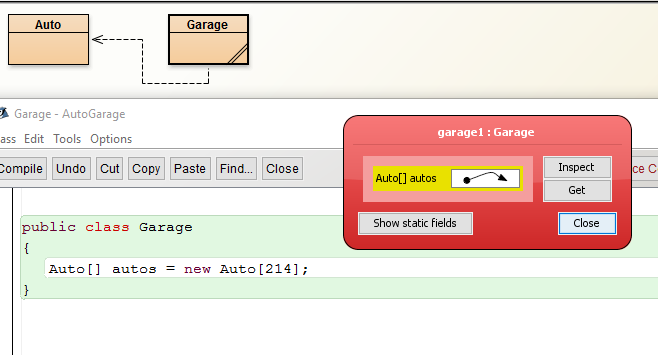 Auto
Garage
Garage - AutoGarage
ass Edit Tools Options
Compile Undo Cut Copy Paste Find... Close
ce C
garage1 : Garage
Auto[] autos
Inspect
Get
Show static fields
Close
public class Garage
{
Auto[] autos = new Auto[214];
}